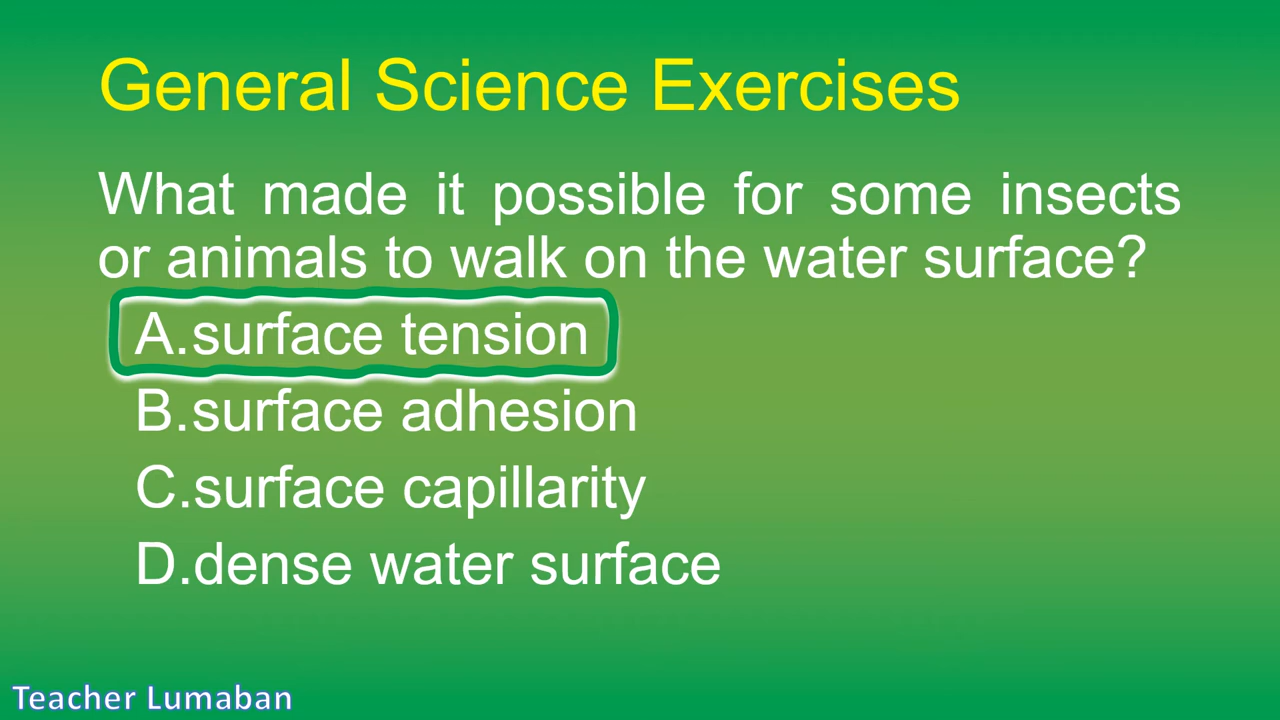 General Science Exercises
What made it possible for some insects
or animals to walk on the water surface?
A.surface tension
B.surface adhesion
C.surface capillarity
D.dense water surface
Teacher Lumaban